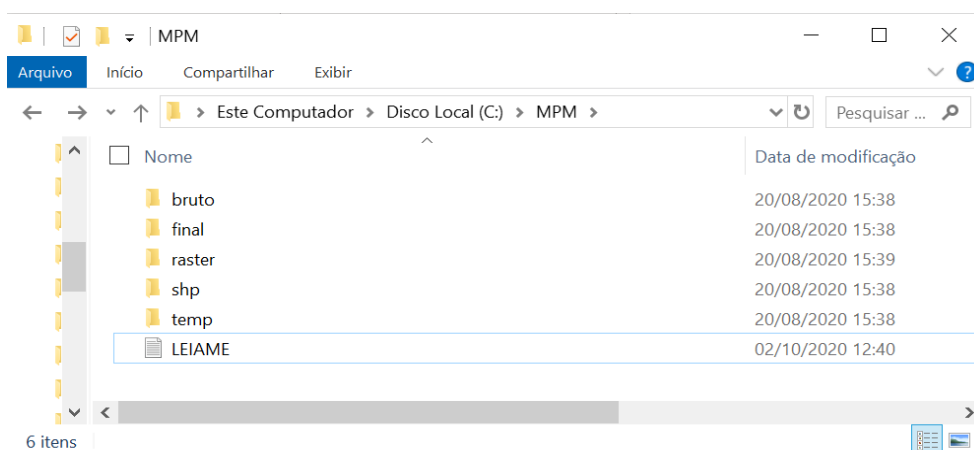 MPM
Arquivo Início Compartilhar Exibir ?
Este Computador > Disco Local (C:) > MPM > Pesquisar ...
Nome Data de modificação
bruto 20/08/2020 15:38
final 20/08/2020 15:38
raster 20/08/2020 15:39
shp 20/08/2020 15:38
temp 20/08/2020 15:38
LEIAME 02/10/2020 12:40
6 itens